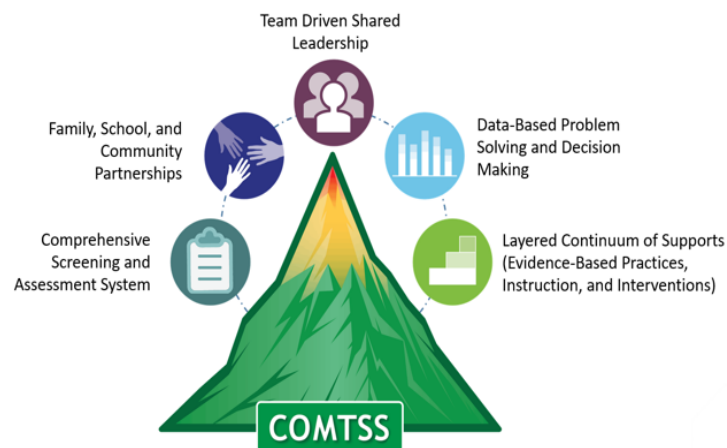 Team Driven Shared
Leadership
Family, School, and
Community
Partnerships
Data-Based Problem
Solving and Decision
Making
Comprehensive
Screening and
Assessment System
Layered Continuum of Supports
(Evidence-Based Practices,
Instruction, and Interventions)
COMTSS